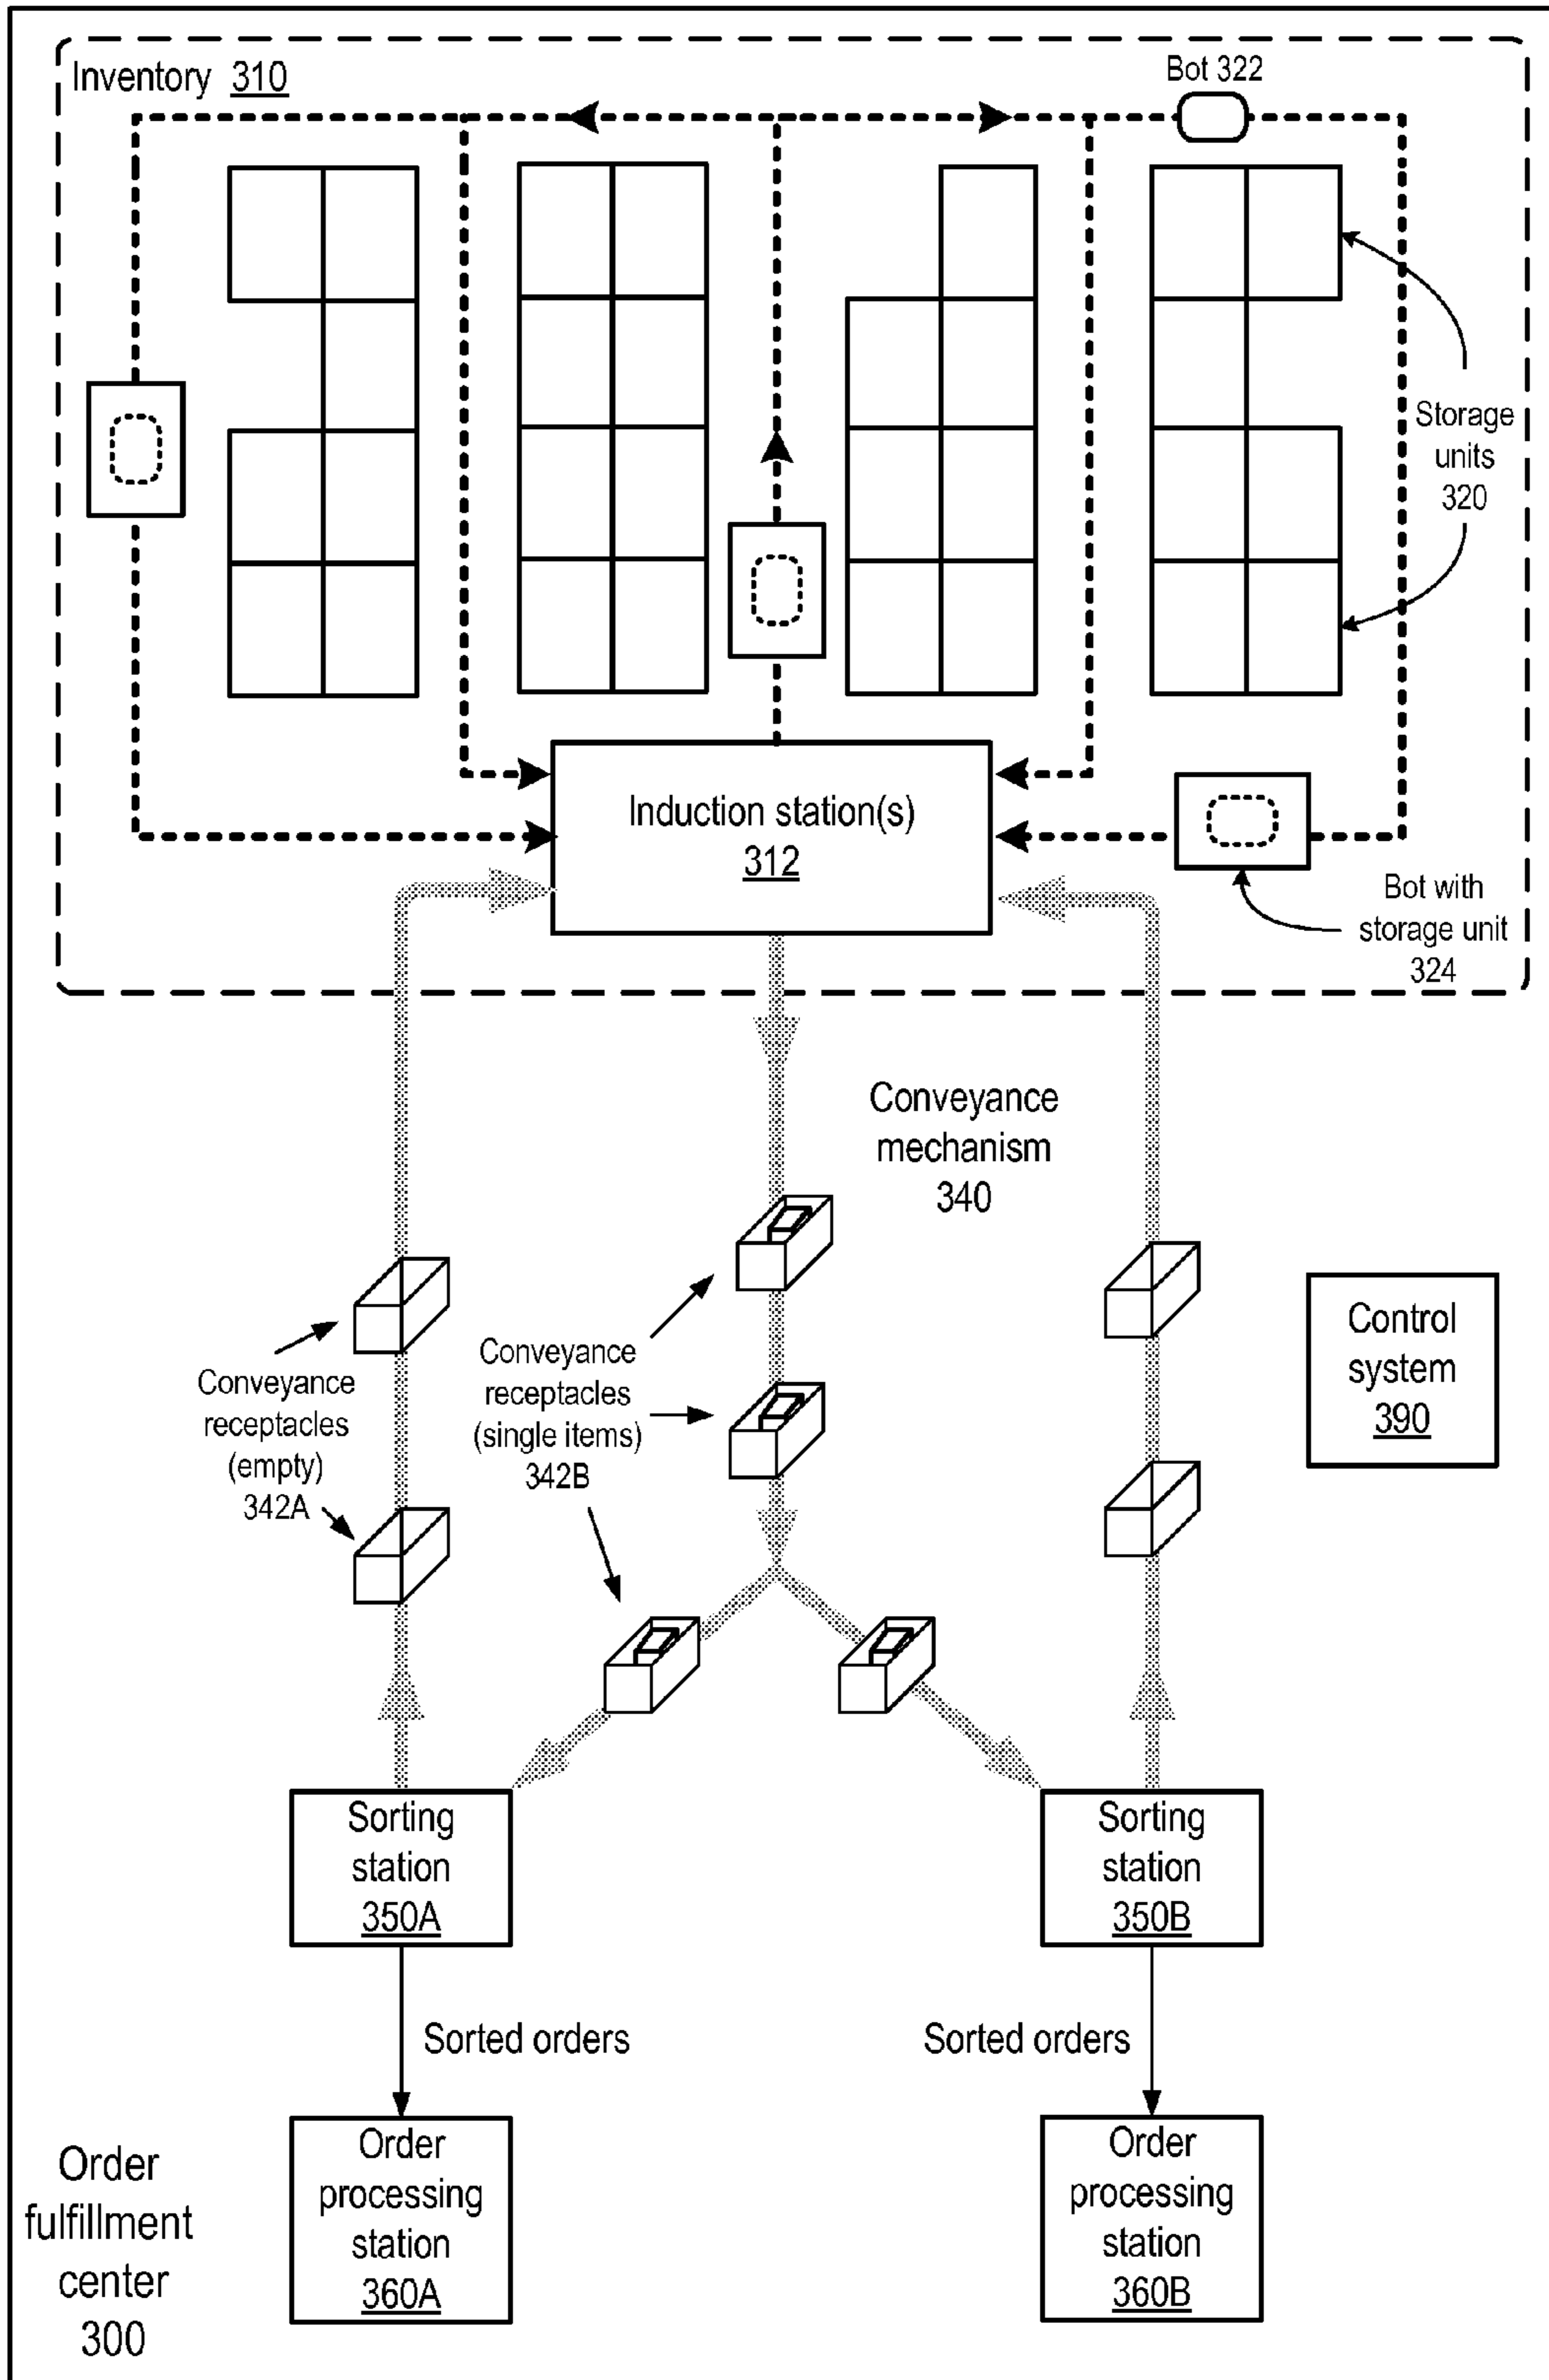 Inventory 310
Bot 322
Storage
units
320
Induction station(s)
312
Bot with
storage unit
324
Conveyance
mechanism
340
Conveyance
receptacles
(empty)
342A
Conveyance
receptacles
(single items)
342B
Control
system
390
Sorting
station
350A
Sorting
station
350B
Sorted orders
Sorted orders
Order
processing
station
360A
Order
processing
station
360B
Order
fulfillment
center
300